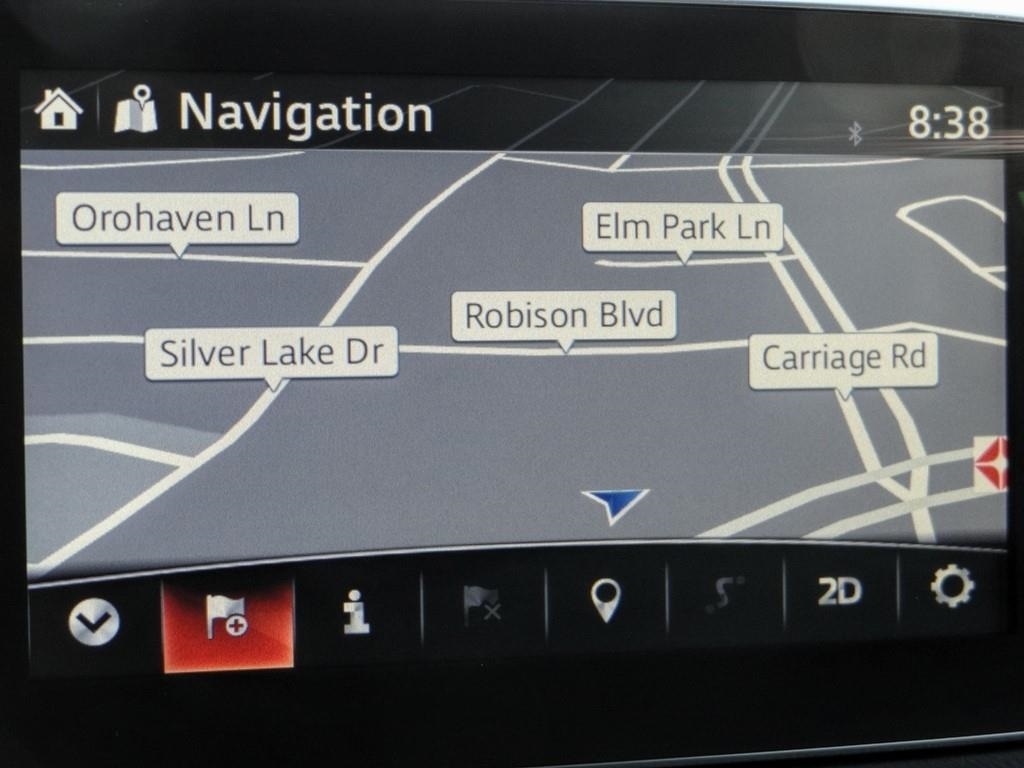 Navigation
8:38
Orohaven Ln
Elm Park Ln
Robison Blvd
Silver Lake Dr
Carriage Rd
2D